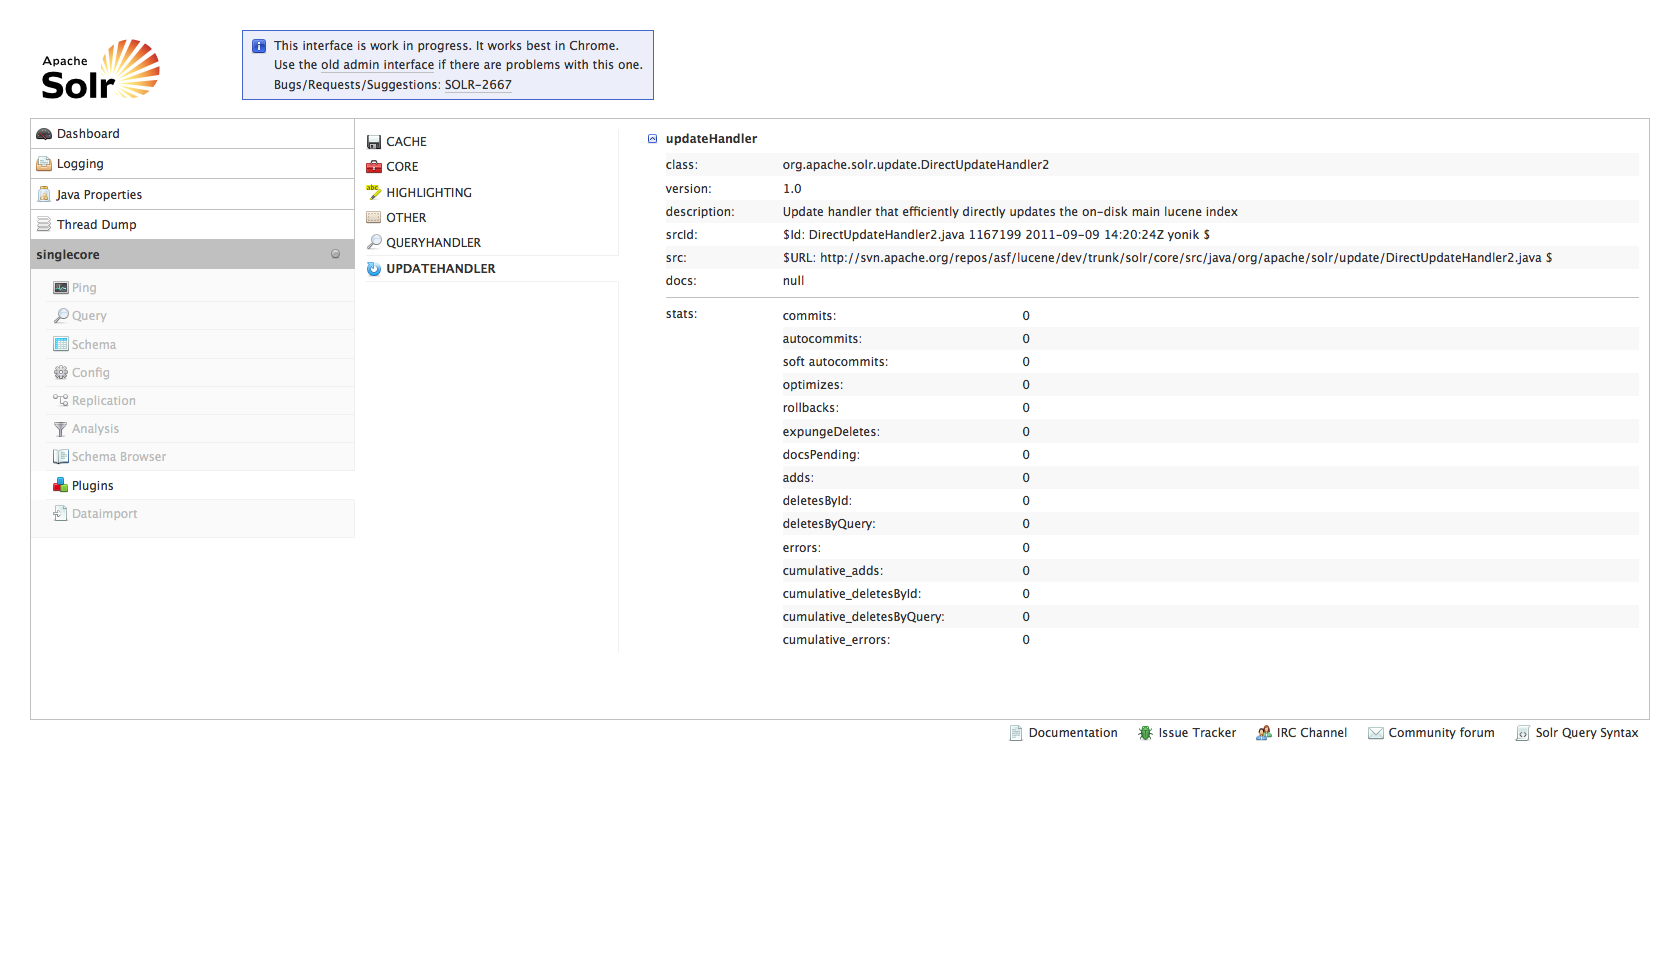 Apache
Solr
This interface is work in progress. It works best in Chrome.
Use the old admin interface if there are problems with this one.
Bugs/Requests/Suggestions: SOLR-2667
Dashboard
Logging
Java Properties
Thread Dump
singlecore
Ping
Query
Schema
Config
Replication
Analysis
Schema Browser
Plugins
Dataimport
CACHE
CORE
HIGHLIGHTING
OTHER
QUERYHANDLER
UPDATEHANDLER
updateHandler
class: org.apache.solr.update.DirectUpdateHandler2
version: 1.0
description: Update handler that efficiently directly updates the on-disk main lucene index
srcId: $Id: DirectUpdateHandler2.java 1167199 2011-09-09 14:20:24Z yonik $
src: $URL: http://svn.apache.org/repos/asf/lucene/dev/trunk/solr/core/src/java/org/apache/solr/update/DirectUpdateHandler2.java $
docs: null
stats: commits: 0
autocommits: 0
soft autocommits: 0
optimizes: 0
rollbacks: 0
expungeDeletes: 0
docsPending: 0
adds: 0
deletesById: 0
deletesByQuery: 0
errors: 0
cumulative_adds: 0
cumulative_deletesById: 0
cumulative_deletesByQuery: 0
cumulative_errors: 0
Documentation Issue Tracker IRC Channel Community forum Solr Query Syntax